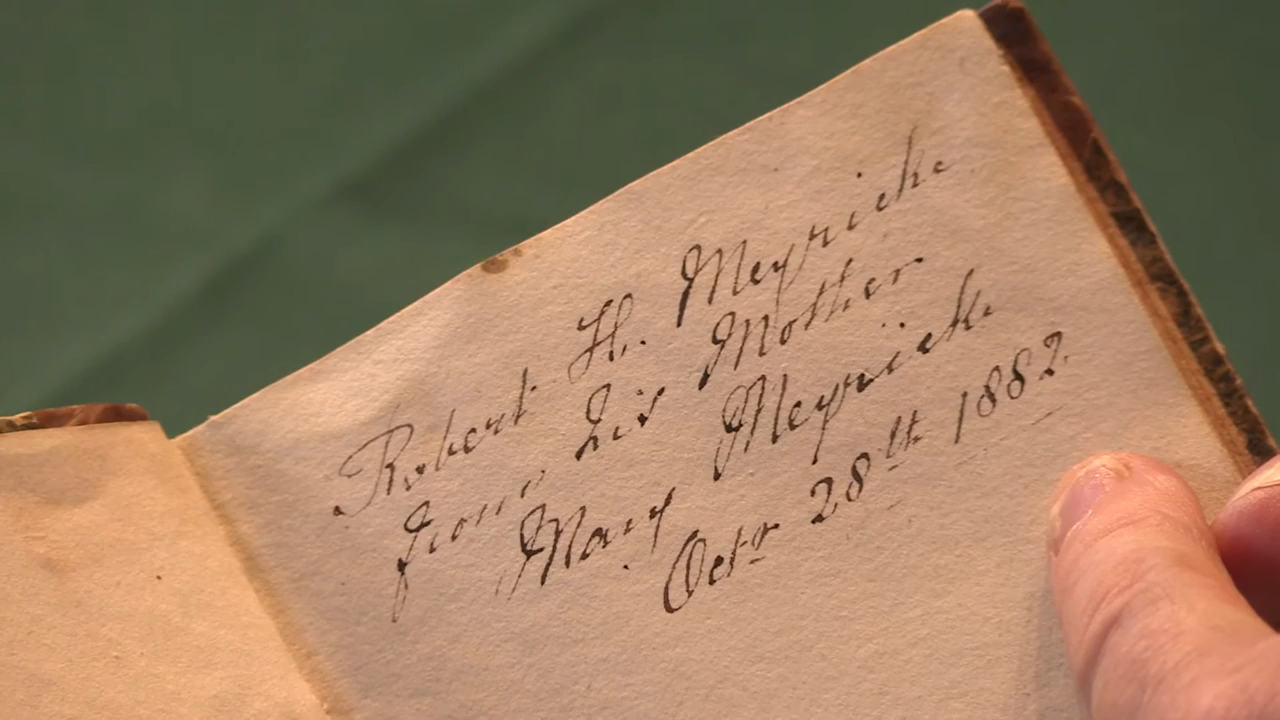 Robert H. Meyricke
from his Mother
Mary Meyricke
Octr 28th 1882.